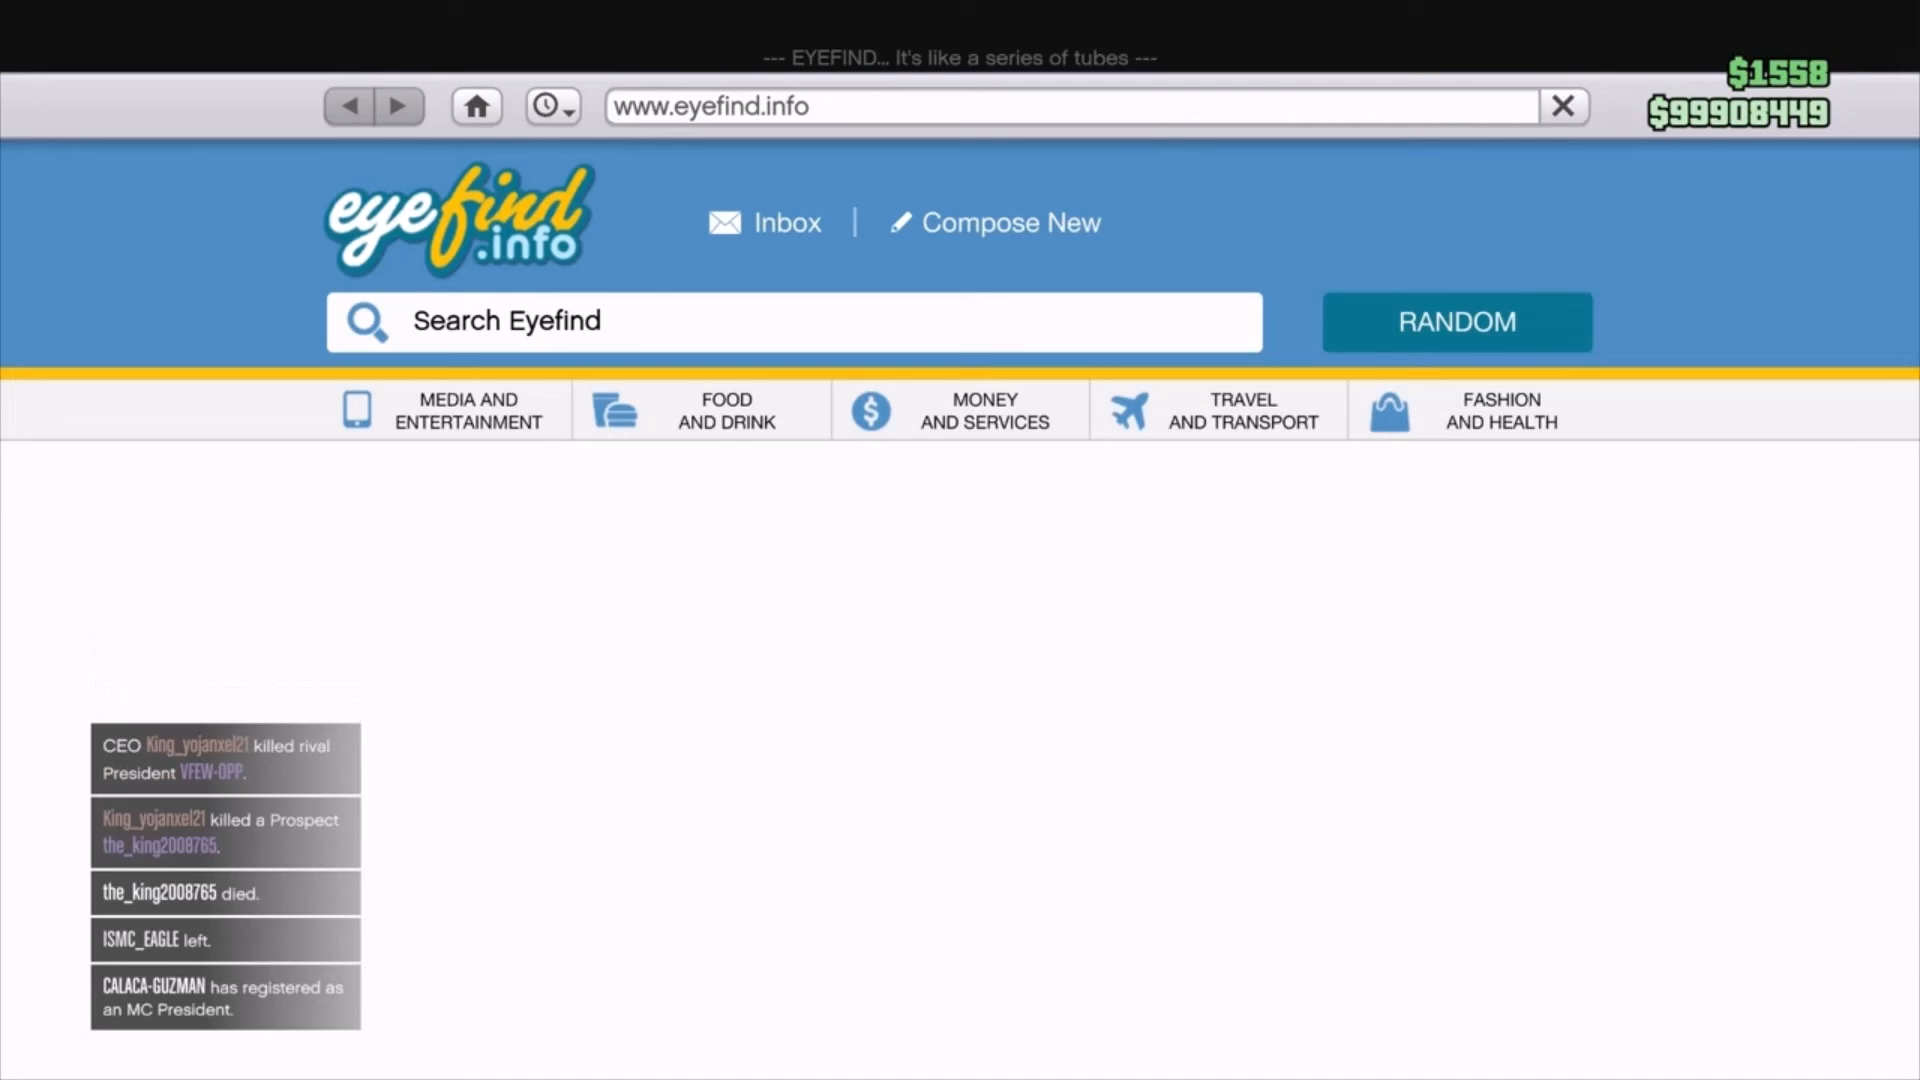 --- EYEFIND... It's like a series of tubes ---
$1558
www.eyefind.info
$99908449
eyefind
.info
Inbox
Compose New
Search Eyefind
RANDOM
MEDIA AND
ENTERTAINMENT
FOOD
AND DRINK
MONEY
AND SERVICES
TRAVEL
AND TRANSPORT
FASHION
AND HEALTH
CEO King_yojanxel21 killed rival
President VFEW-OPP.
King_yojanxel21 killed a Prospect
the_king2008765.
the_king2008765 died.
ISMC_EAGLE left.
CALACA-GUZMAN has registered as
an MC President.